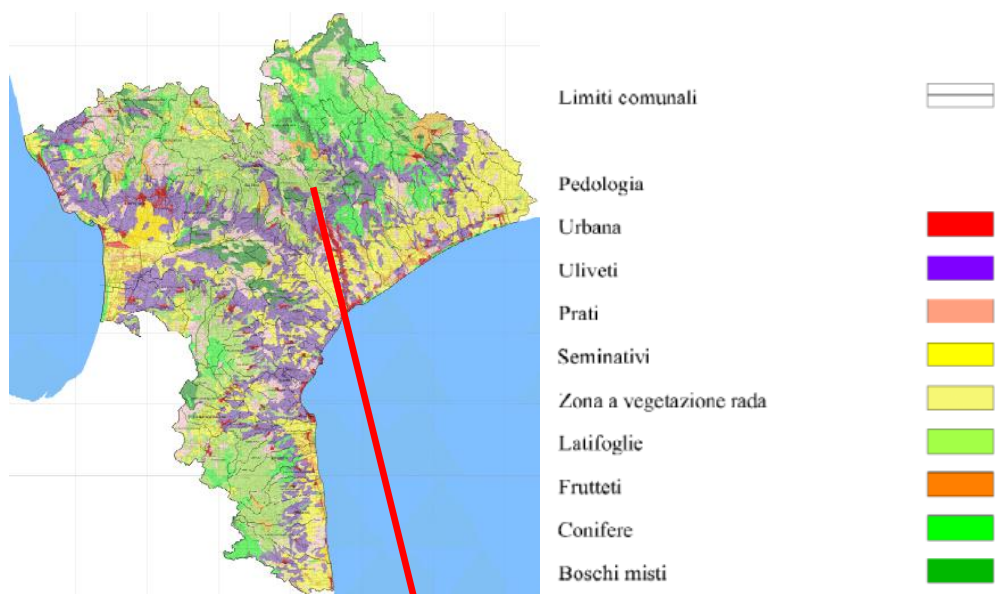 Limiti comunali
Pedologia
Urbana
Uliveti
Prati
Seminativi
Zona a vegetazione rada
Latifoglie
Frutteti
Conifere
Boschi misti